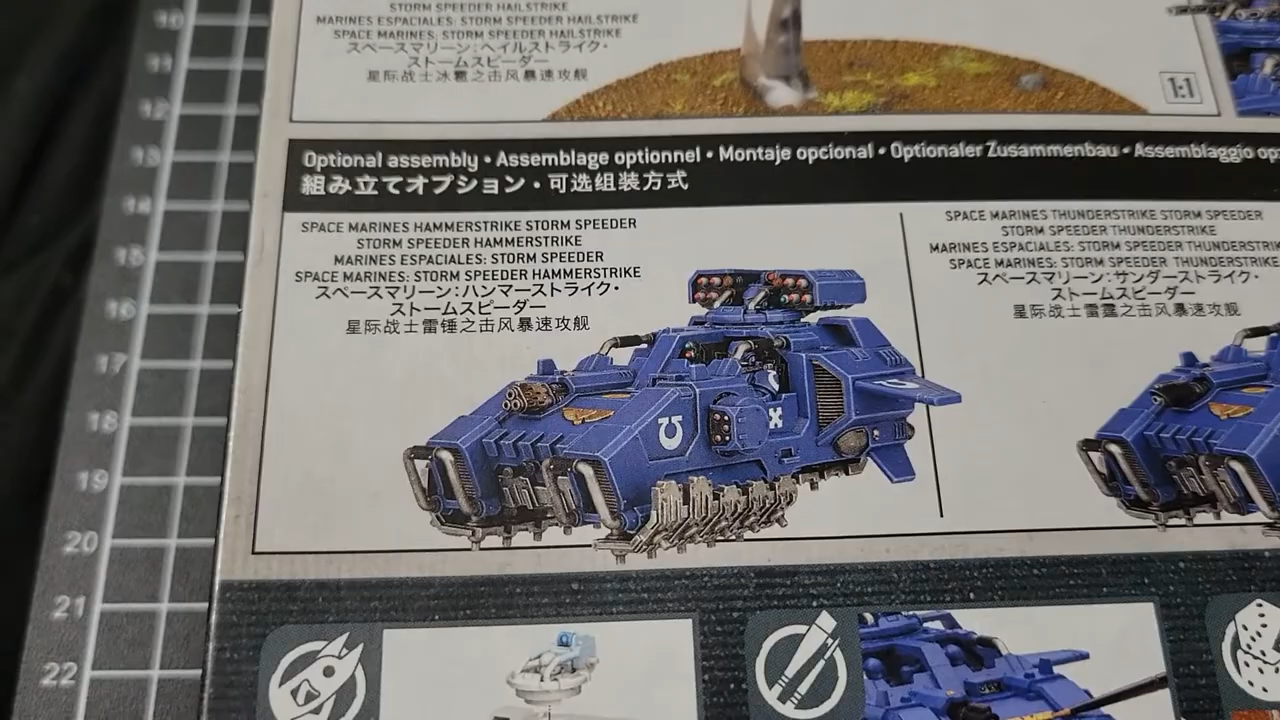 STORM SPEEDER HAILSTRIKE
MARINES ESPACIALES: STORM SPEEDER HAILSTRIKE
SPACE MARINES: STORM SPEEDER HAILSTRIKE
スペースマリーン:ヘイルストライク・
ストームスピーダー
星际战士冰雹之击风暴速攻舰
1:1
Optional assembly • Assemblage optionnel • Montaje opcional • Optionaler Zusammenbau • Assemblaggio op
組み立てオプション・可选组装方式
SPACE MARINES HAMMERSTRIKE STORM SPEEDER
STORM SPEEDER HAMMERSTRIKE
MARINES ESPACIALES: STORM SPEEDER
SPACE MARINES: STORM SPEEDER HAMMERSTRIKE
スペースマリーン:ハンマーストライク・
ストームスピーダー
星际战士雷锤之击风暴速攻舰
SPACE MARINES THUNDERSTRIKE STORM SPEEDER
STORM SPEEDER THUNDERSTRIKE
MARINES ESPACIALES: STORM SPEEDER THUNDERSTRIK
SPACE MARINES: STORM SPEEDER THUNDERSTRIKE
スペースマリーン:サンダーストライク・
ストームスピーダー
星际战士雷霆之击风暴速攻舰
10
11
12
13
14
15
16
17
18
19
20
21
22